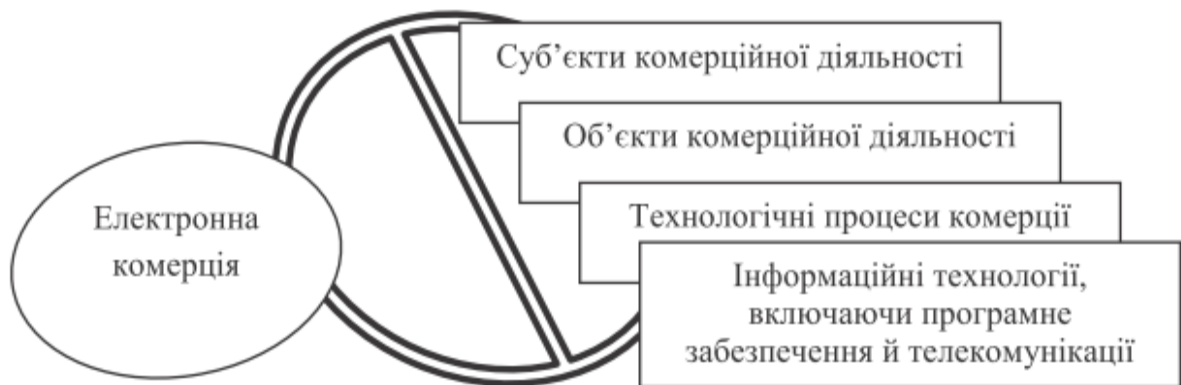 Електронна
комерція
Суб’єкти комерційної діяльності
Об’єкти комерційної діяльності
Технологічні процеси комерції
Інформаційні технології,
включаючи програмне
забезпечення й телекомунікації